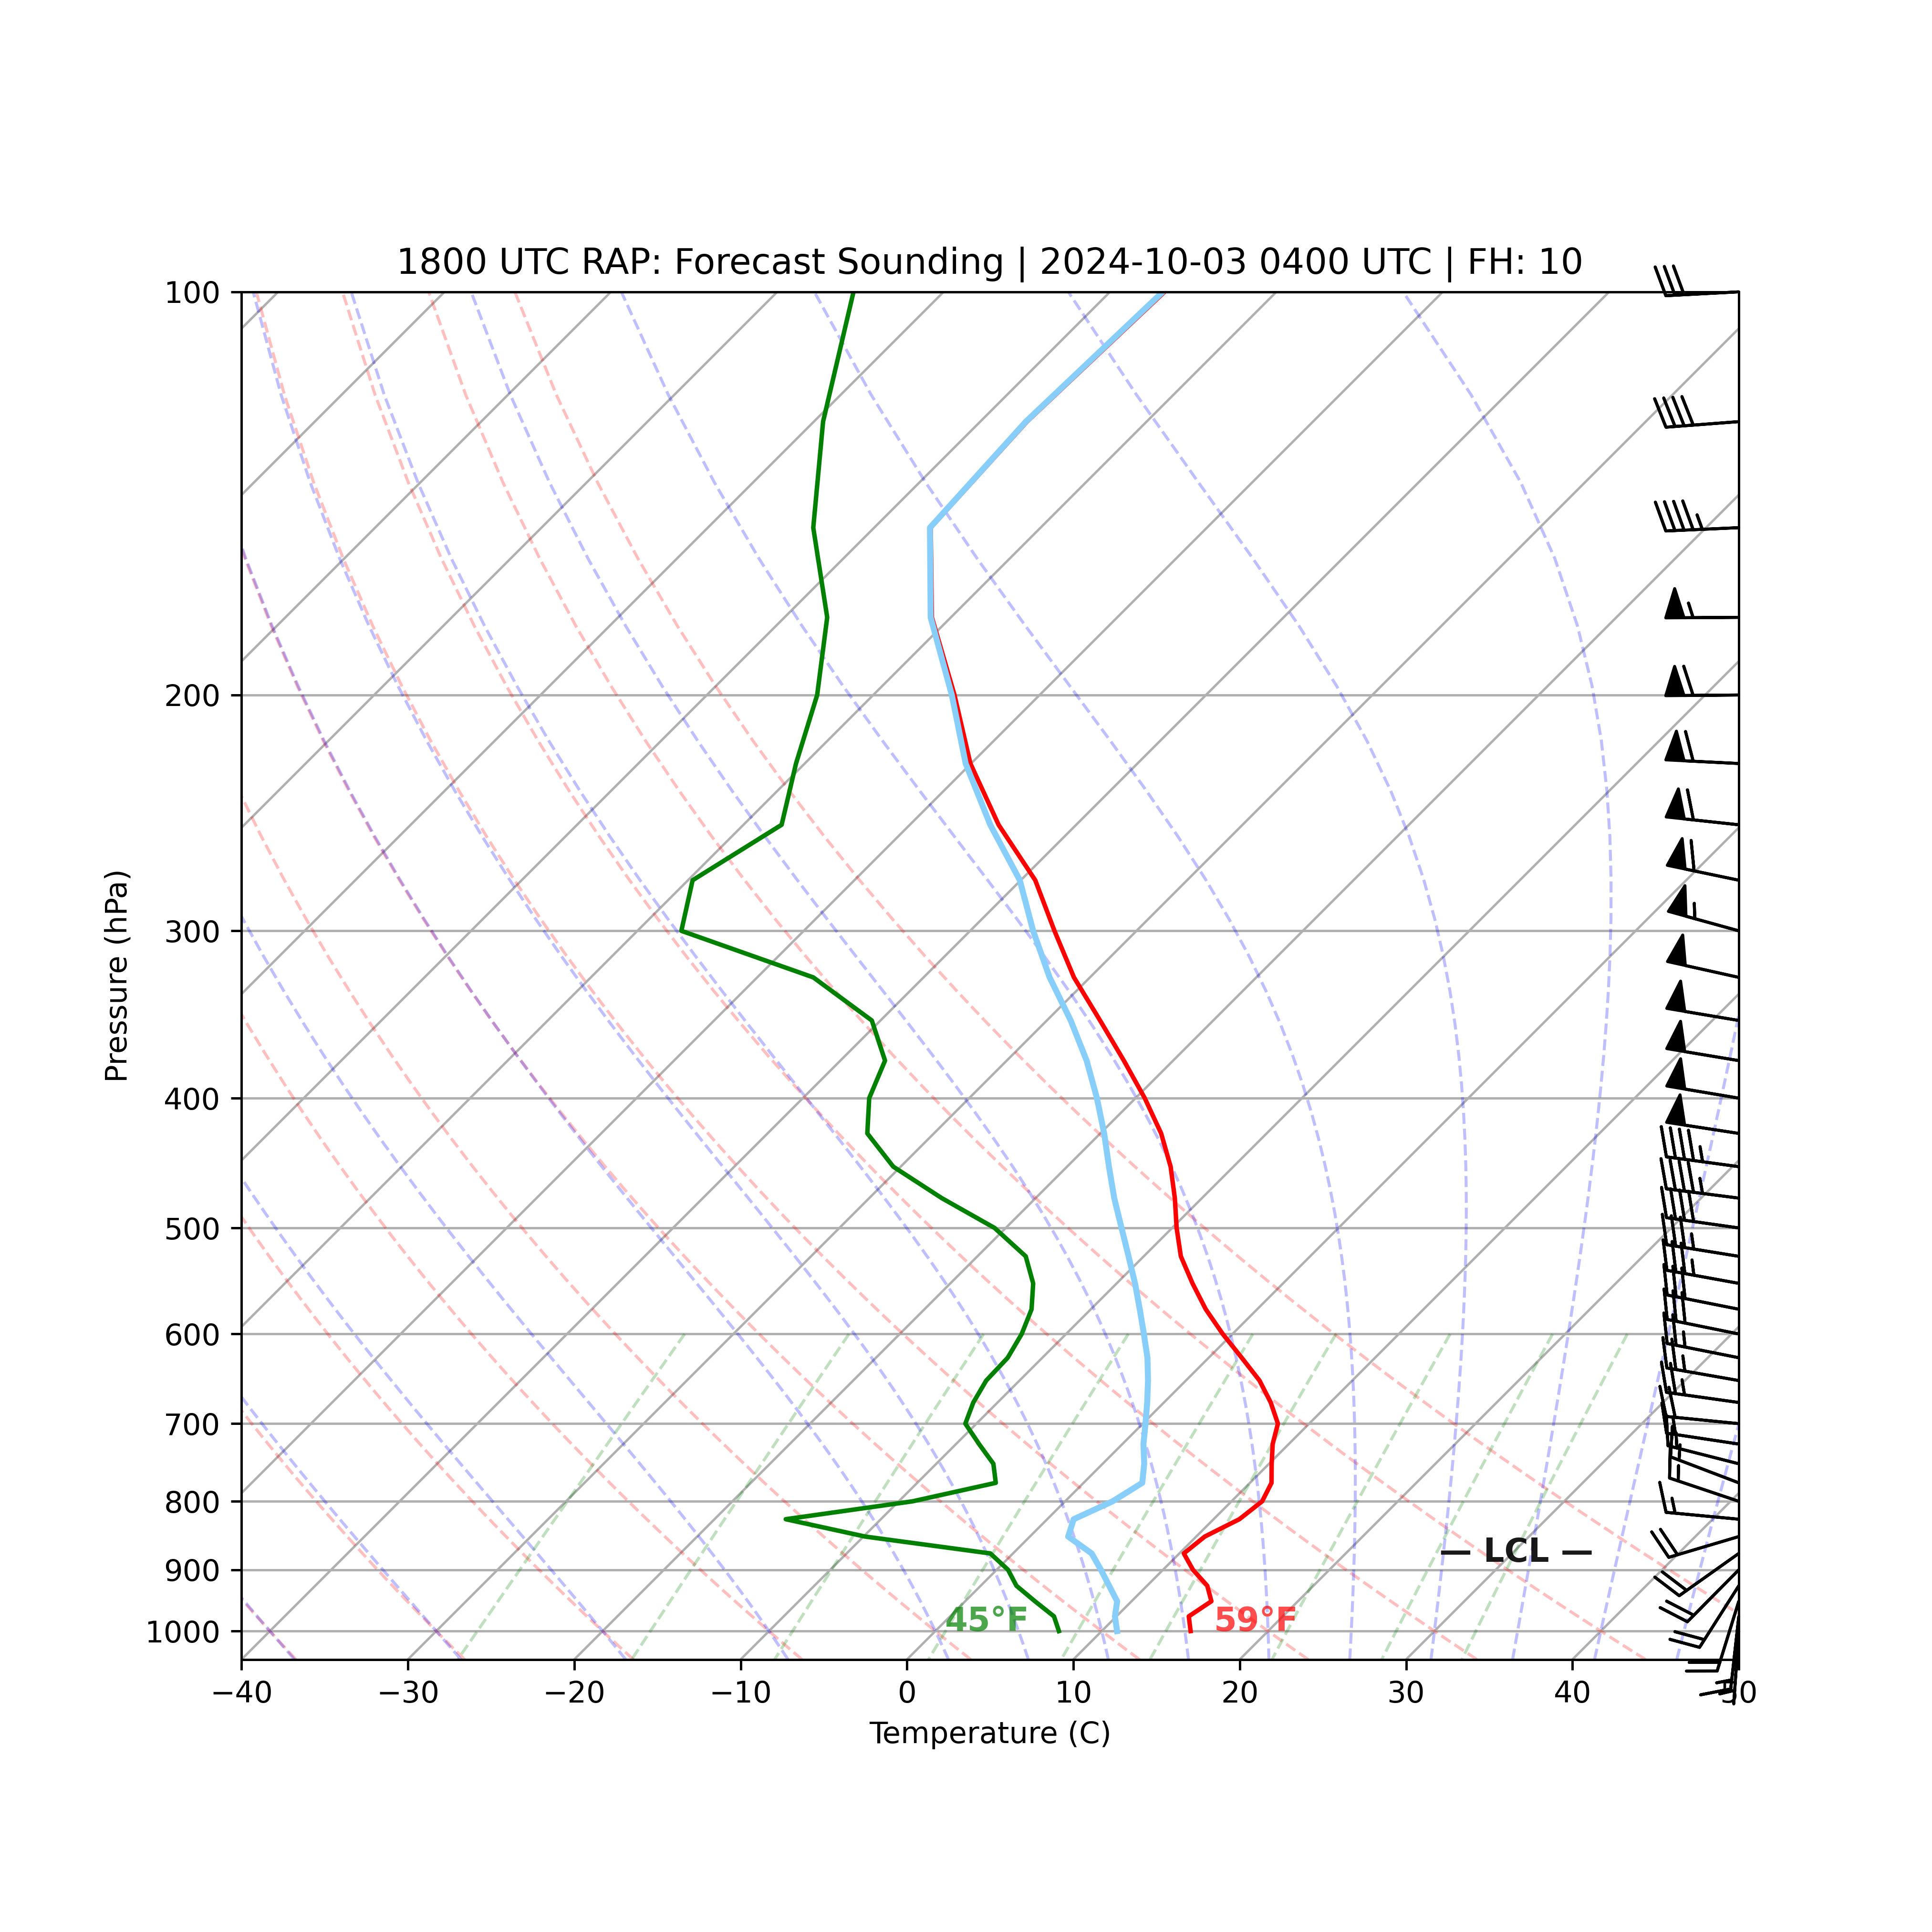 1800 UTC RAP: Forecast Sounding | 2024-10-03 0400 UTC | FH: 10
100
200
300
400
500
600
700
800
900
1000
Pressure (hPa)
— LCL —
45°F
59°F
−40 −30 −20 −10 0 10 20 30 40 50
Temperature (C)